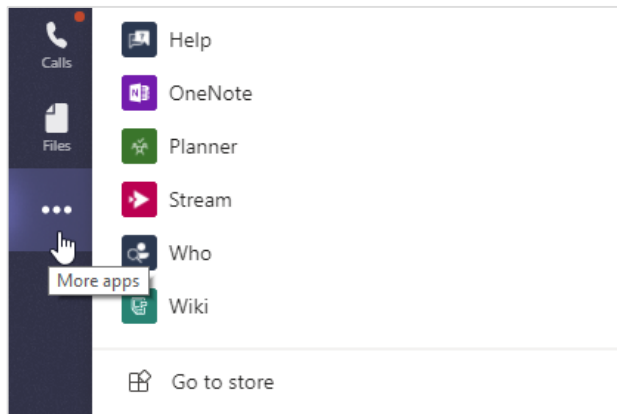 Calls
Files
More apps
Help
OneNote
Planner
Stream
Who
Wiki
Go to store